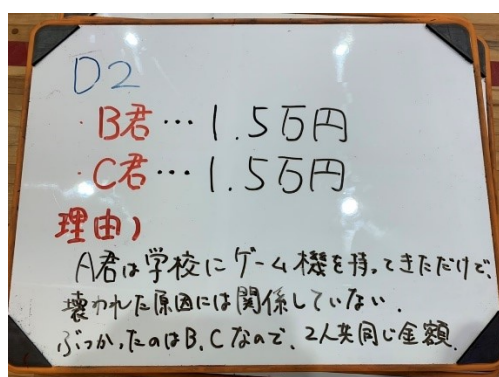 D2
・B君…1.5万円
・C君…1.5万円
理由)
A君は学校にゲーム機を持ってきただけで、
壊われた原因には関係していない.
ぶつかったのはB,Cなので、2人共同じ金額.